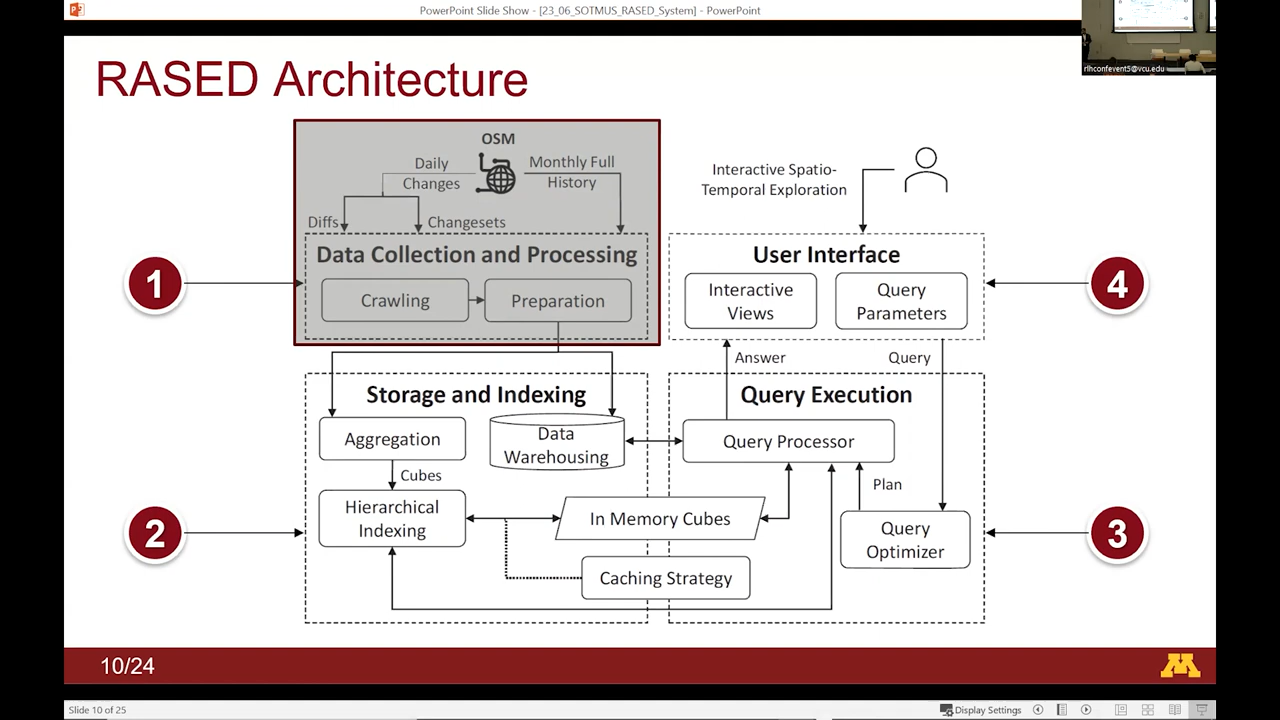 PowerPoint Slide Show - [23_06_SOTMUS_RASED_System] - PowerPoint
rlhconfevent5@vcu.edu
RASED Architecture
OSM
Daily
Changes
Monthly Full
History
Diffs
Changesets
Data Collection and Processing
Crawling
Preparation
1
Interactive Spatio-
Temporal Exploration
User Interface
Interactive
Views
Query
Parameters
4
Answer
Query
Storage and Indexing
Aggregation
Data
Warehousing
Cubes
Hierarchical
Indexing
2
Query Execution
Query Processor
In Memory Cubes
Plan
Query
Optimizer
Caching Strategy
3
10/24
M
Slide 10 of 25
Display Settings